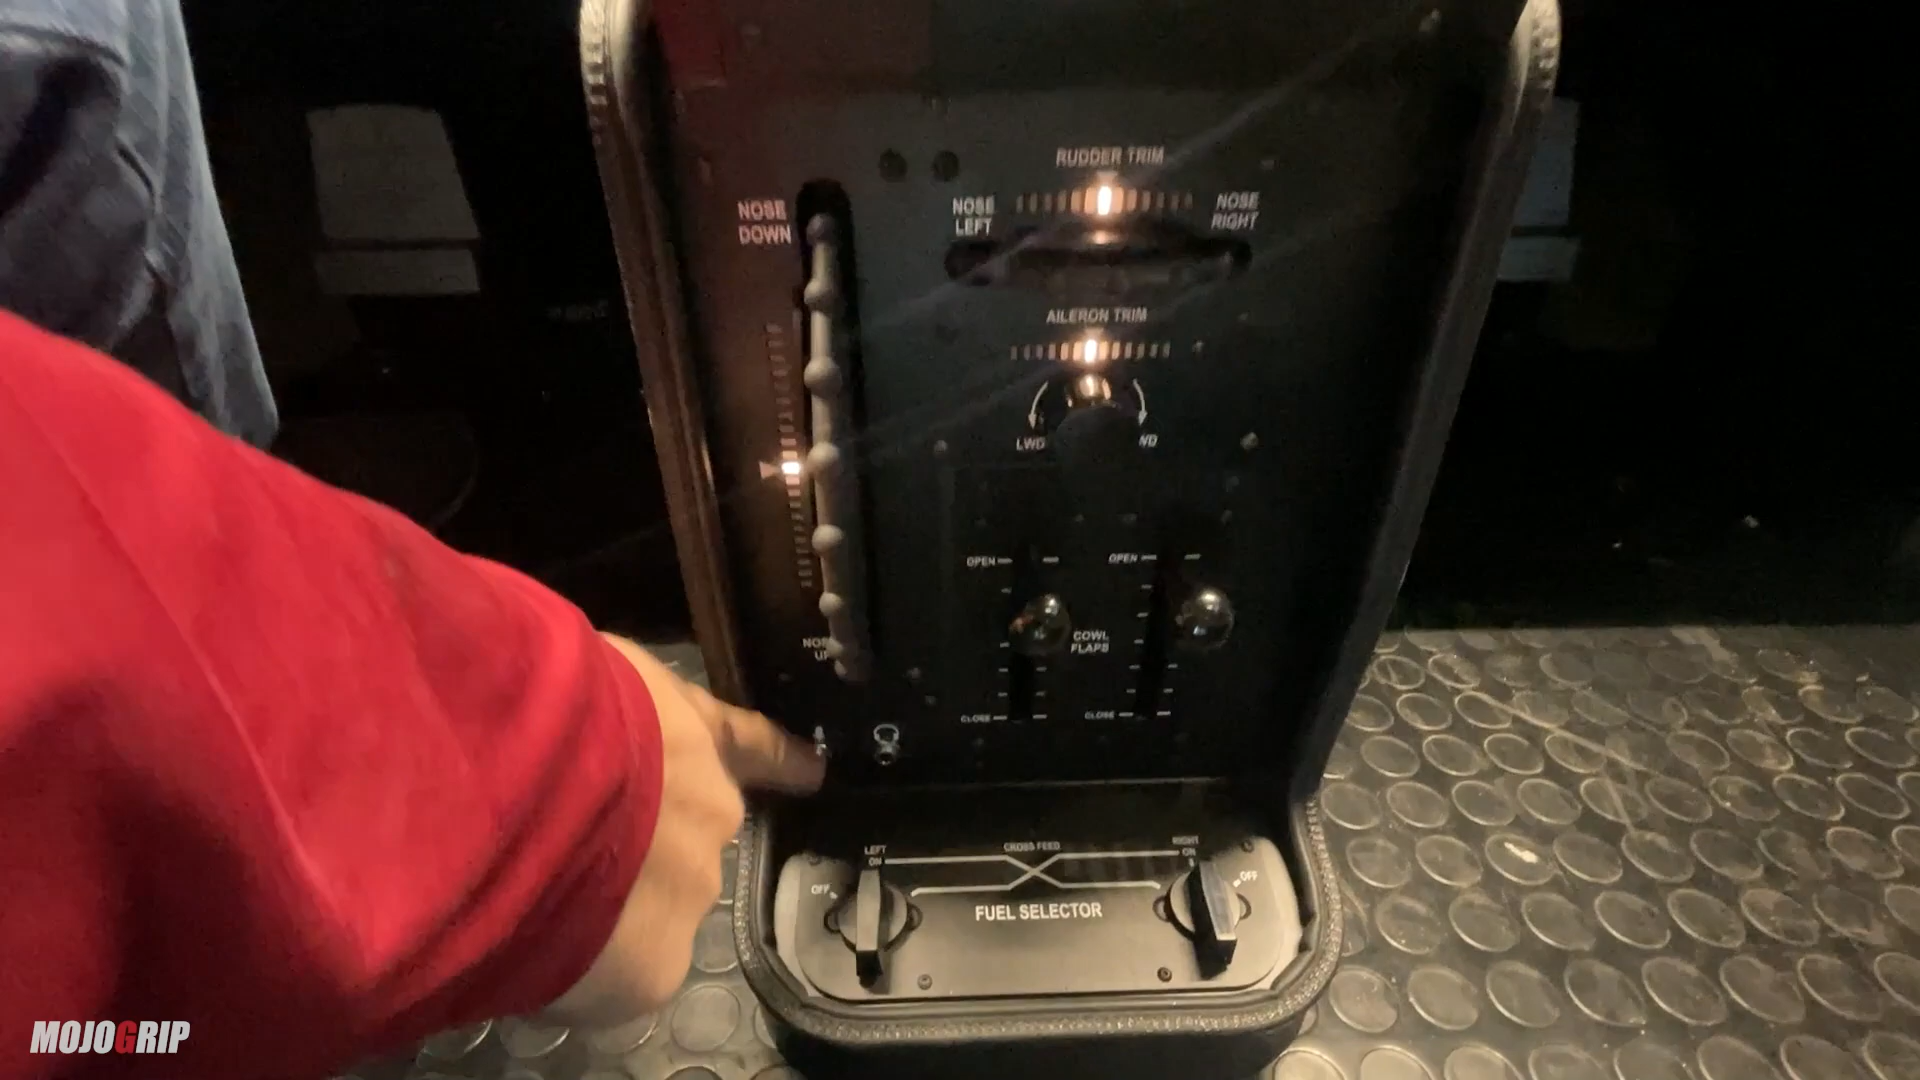 RUDDER TRIM
NOSE
DOWN
NOSE
LEFT
NOSE
RIGHT
AILERON TRIM
LWD
OPEN
OPEN
COWL
FLAPS
CLOSE
CLOSE
LEFT
ON
CROSS FEED
RIGHT
ON
OFF
OFF
FUEL SELECTOR
MOJOGRIP